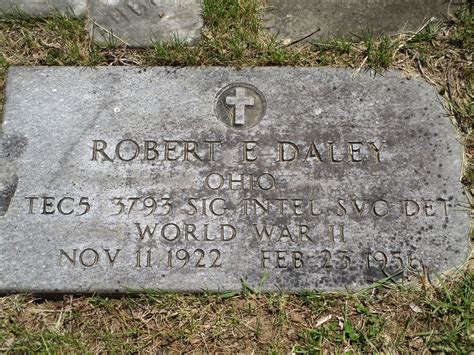 ROBERT E DALEY
OHIO
TEC5 3793 SIG INTEL SVC DET
WORLD WAR II
NOV 11 1922 FEB 23 1956